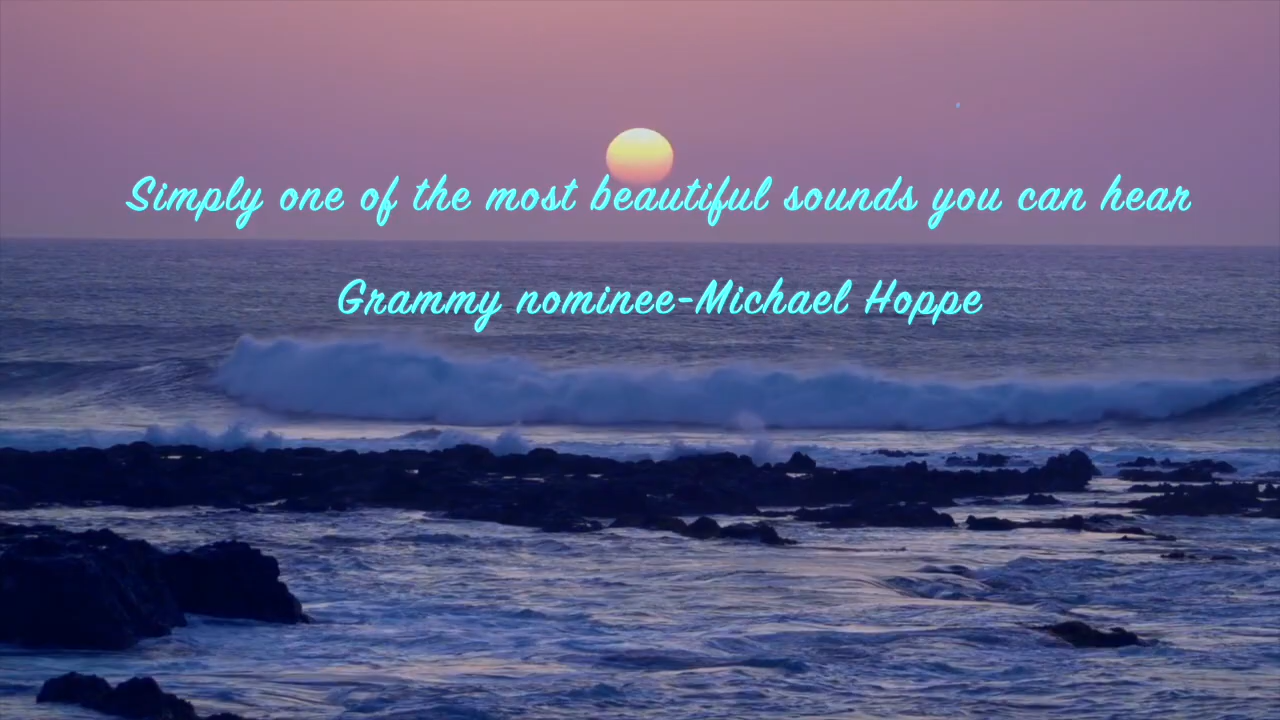 Simply one of the most beautiful sounds you can hear
Grammy nominee-Michael Hoppe